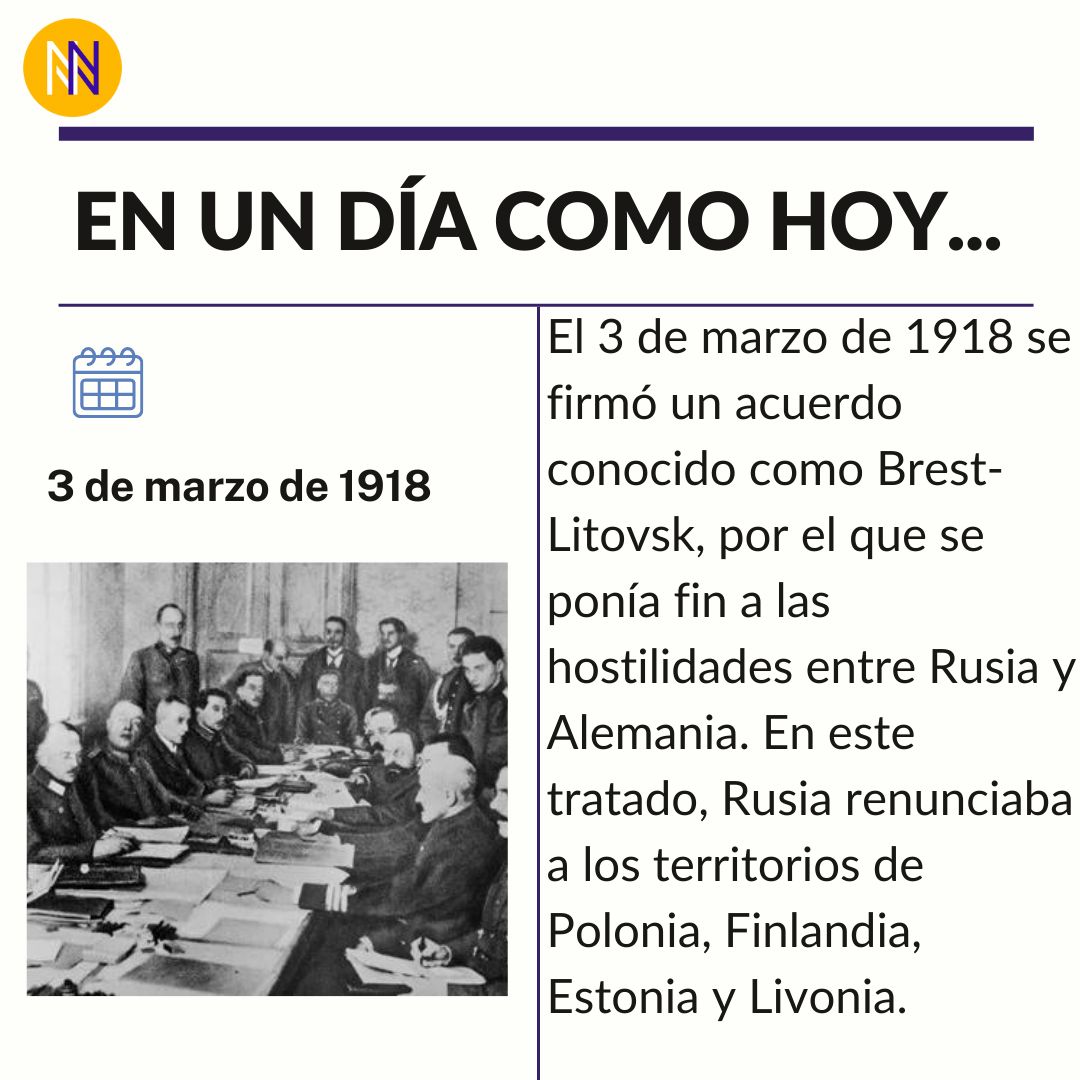 NN
EN UN DÍA COMO HOY...
3 de marzo de 1918
El 3 de marzo de 1918 se
firmó un acuerdo
conocido como Brest-
Litovsk, por el que se
ponía fin a las
hostilidades entre Rusia y
Alemania. En este
tratado, Rusia renunciaba
a los territorios de
Polonia, Finlandia,
Estonia y Livonia.